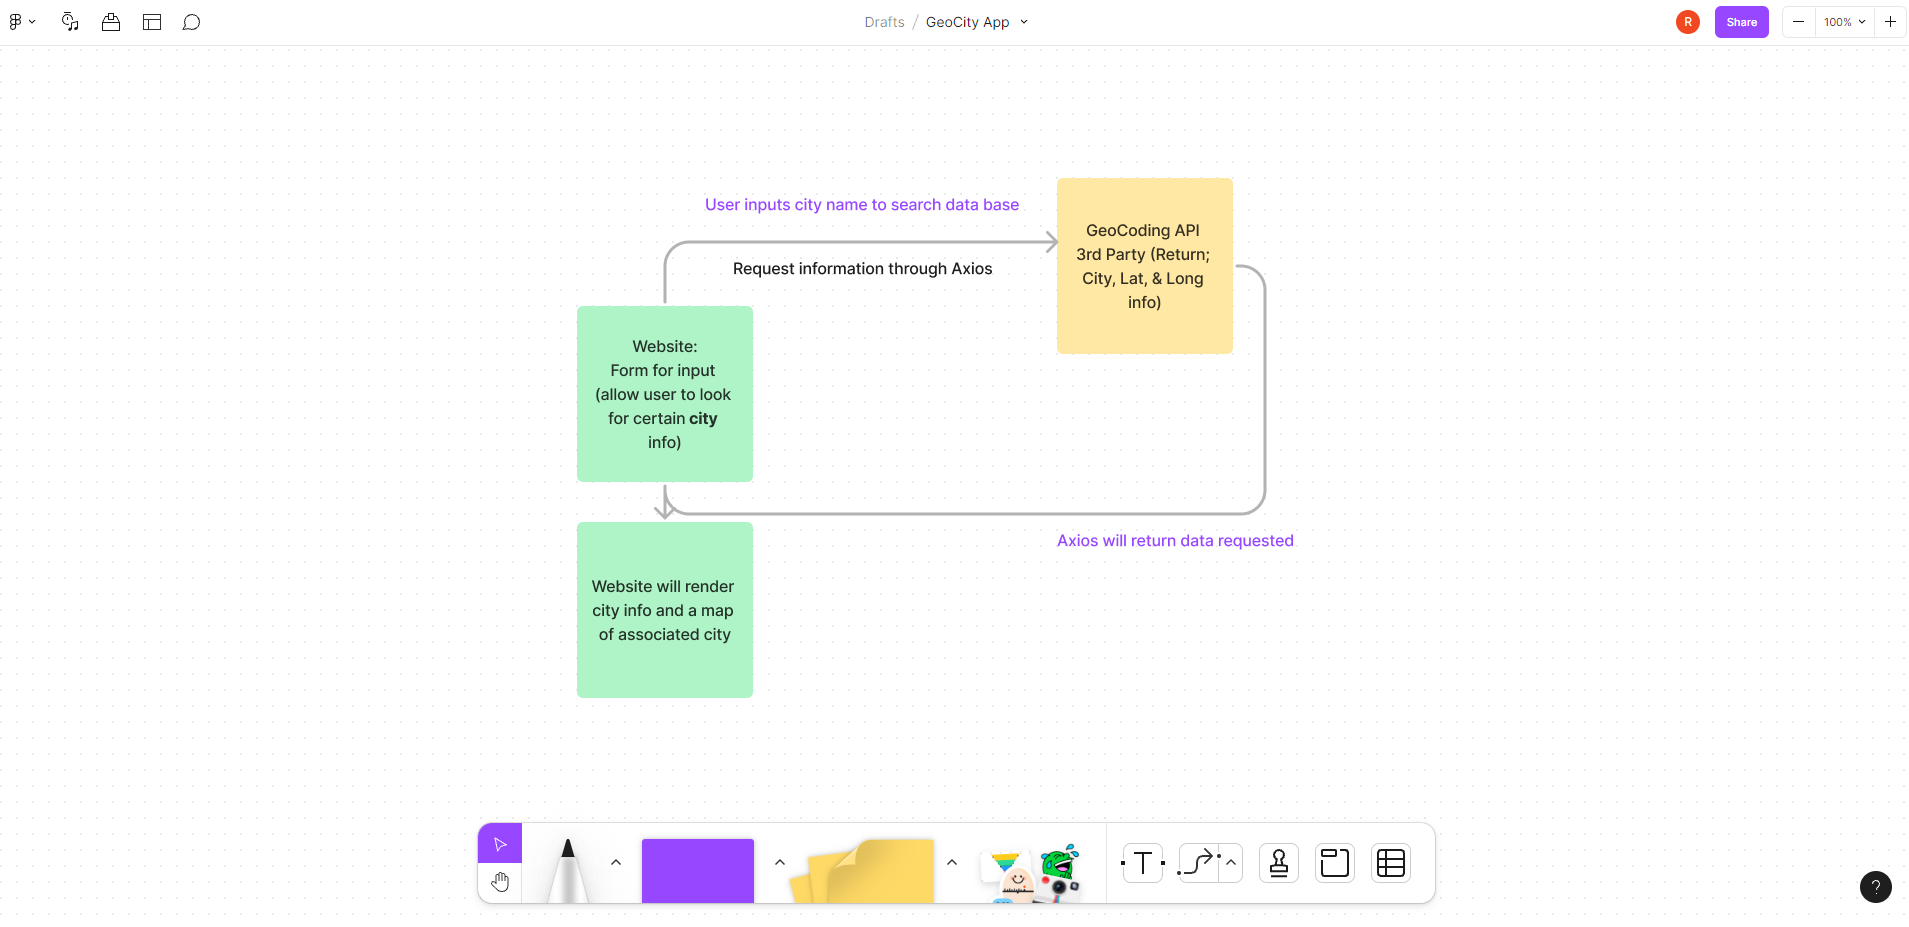 Drafts / GeoCity App
R
Share
100%
User inputs city name to search data base
Request information through Axios
GeoCoding API
3rd Party (Return;
City, Lat, & Long
info)
Website:
Form for input
(allow user to look
for certain city
info)
Axios will return data requested
Website will render
city info and a map
of associated city
T
?